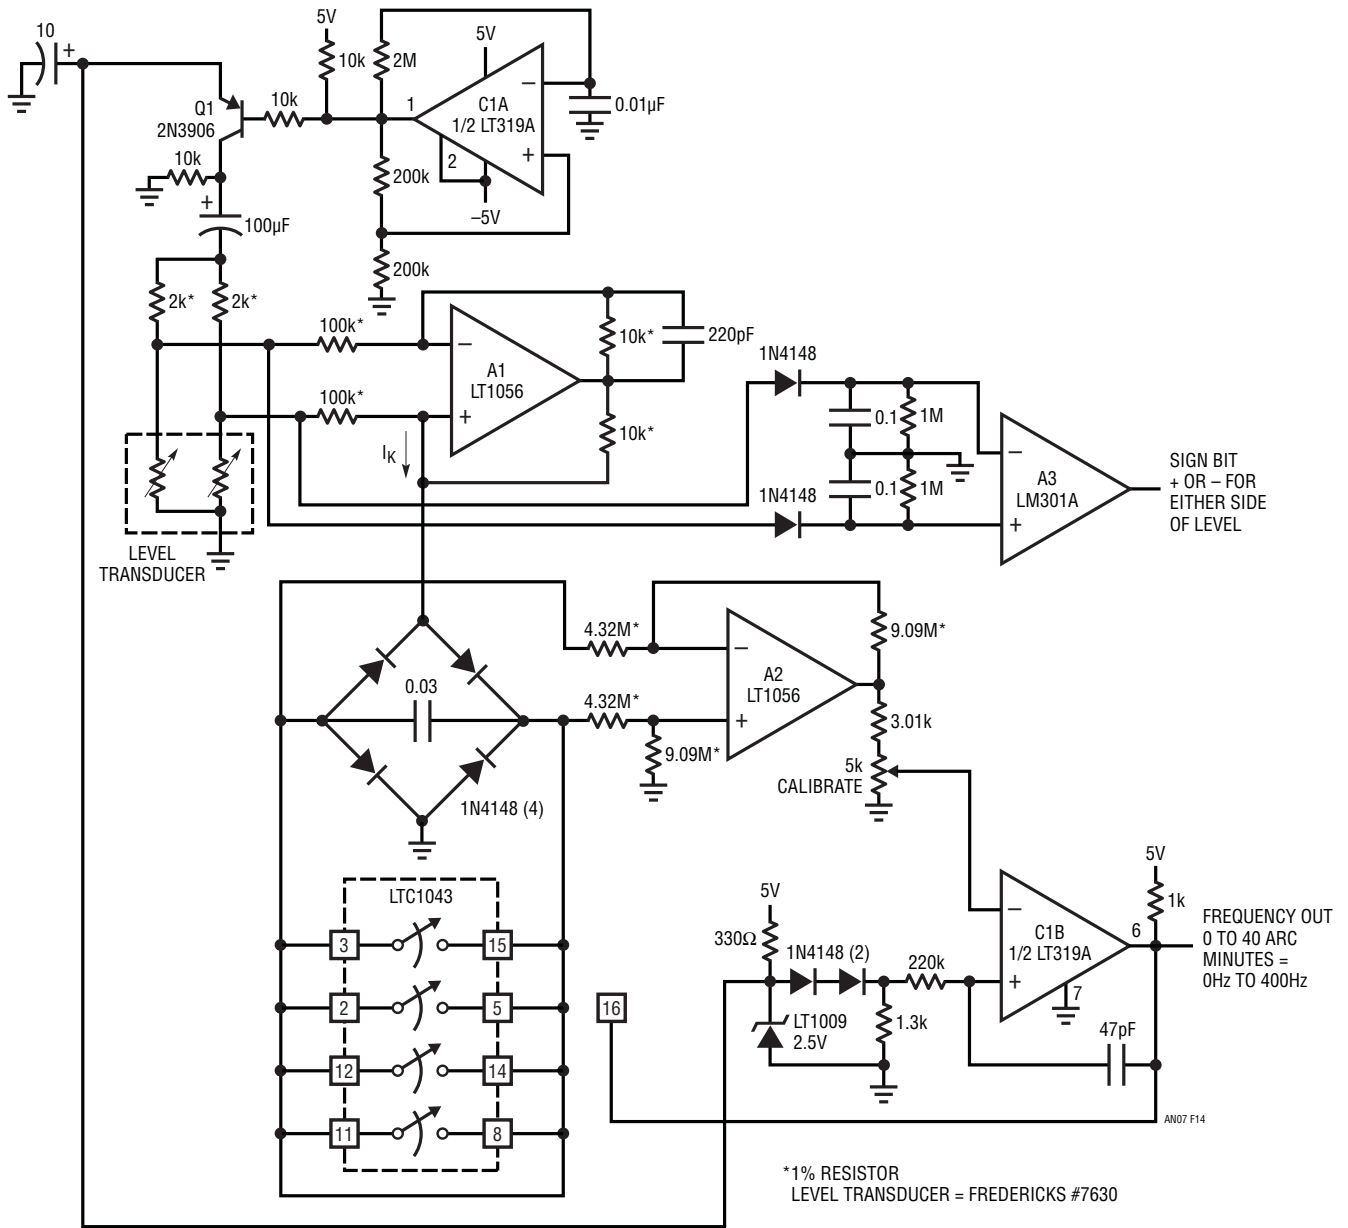 10
+
5V
10k
2M
5V
Q1
2N3906
10k
1
C1A
1/2 LT319A
−
+
0.01µF
2
–5V
10k
+
100µF
200k
200k
2k*
2k*
100k*
100k*
−
+
A1
LT1056
10k*
220pF
10k*
IK
1N4148
0.1
1M
0.1
1M
1N4148
−
+
A3
LM301A
SIGN BIT
+ OR – FOR
EITHER SIDE
OF LEVEL
LEVEL
TRANSDUCER
0.03
1N4148 (4)
4.32M*
4.32M*
9.09M*
−
+
A2
LT1056
9.09M*
3.01k
5k
CALIBRATE
LTC1043
3
15
2
5
12
14
11
8
16
5V
330Ω
1N4148 (2)
LT1009
2.5V
1.3k
220k
−
+
C1B
1/2 LT319A
7
6
47pF
5V
1k
FREQUENCY OUT
0 TO 40 ARC
MINUTES =
0Hz TO 400Hz
AN07 F14
*1% RESISTOR
LEVEL TRANSDUCER = FREDERICKS #7630